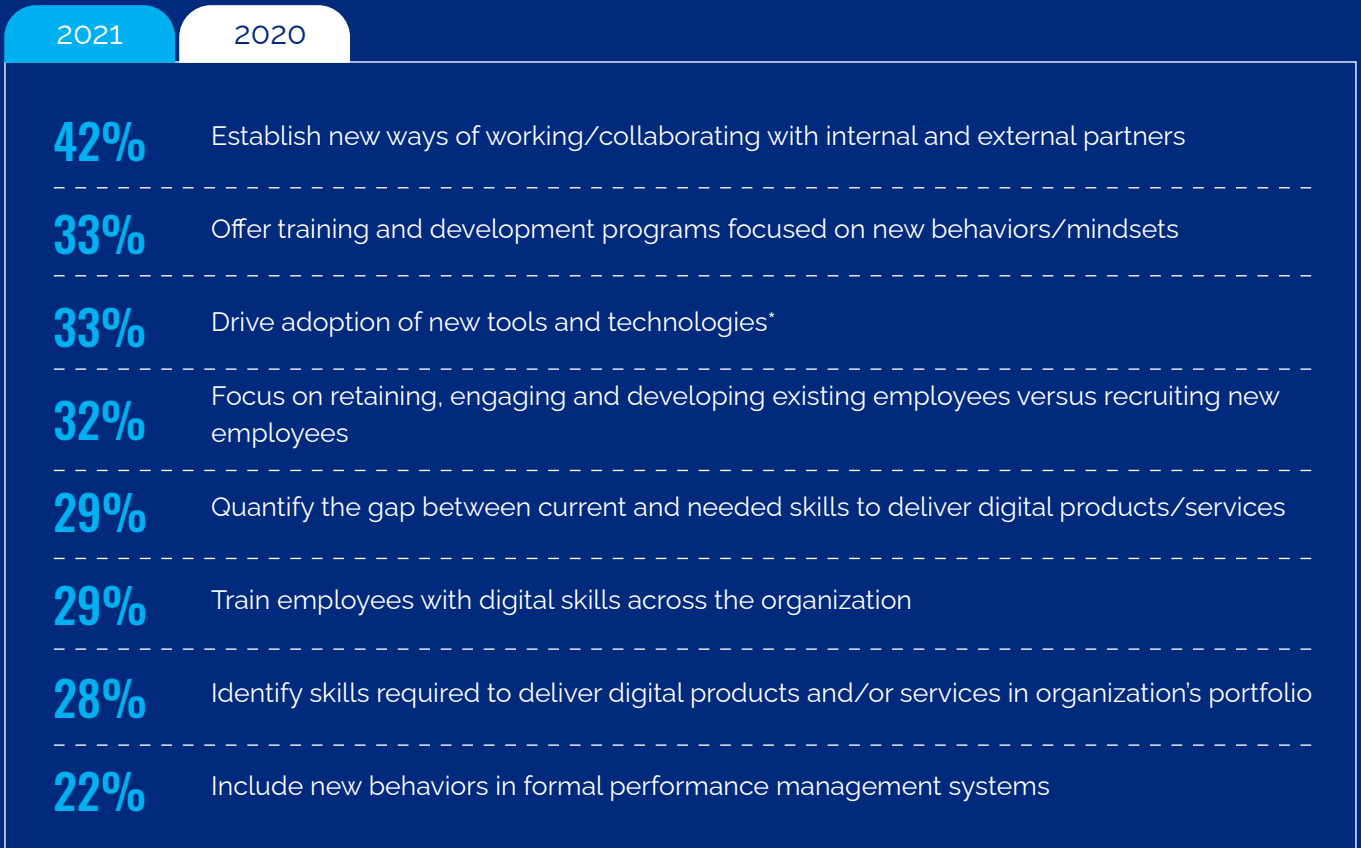 2021
2020
42%
Establish new ways of working/collaborating with internal and external partners
33%
Offer training and development programs focused on new behaviors/mindsets
33%
Drive adoption of new tools and technologies*
32%
Focus on retaining, engaging and developing existing employees versus recruiting new
employees
29%
Quantify the gap between current and needed skills to deliver digital products/services
29%
Train employees with digital skills across the organization
28%
Identify skills required to deliver digital products and/or services in organization’s portfolio
22%
Include new behaviors in formal performance management systems